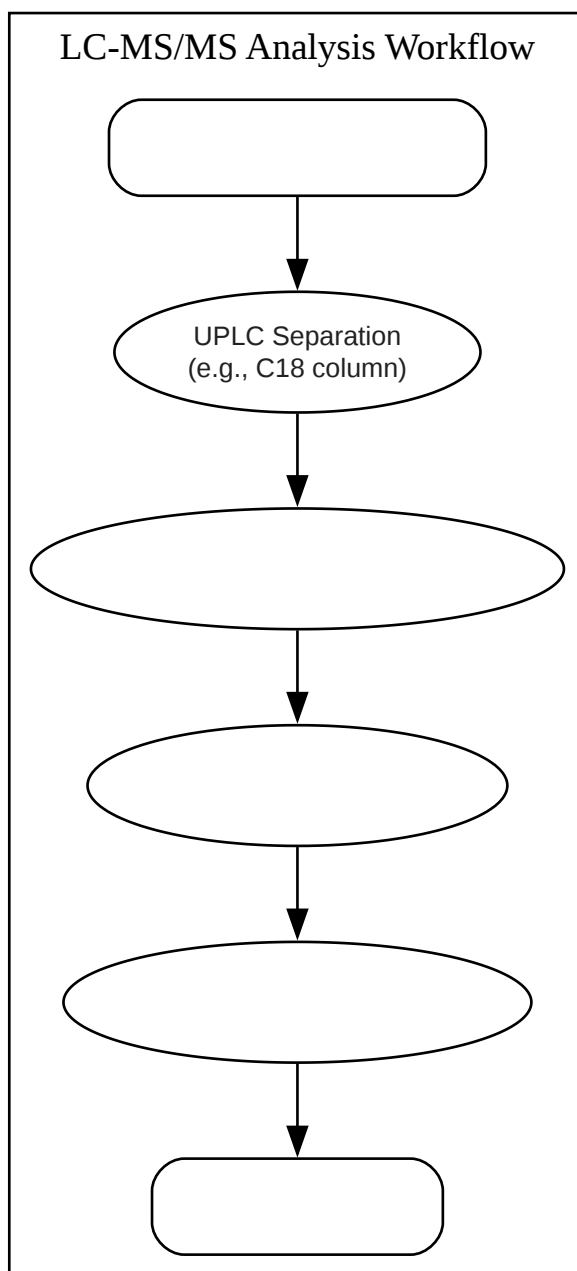 LC-MS/MS Analysis Workflow
UPLC Separation
(e.g., C18 column)